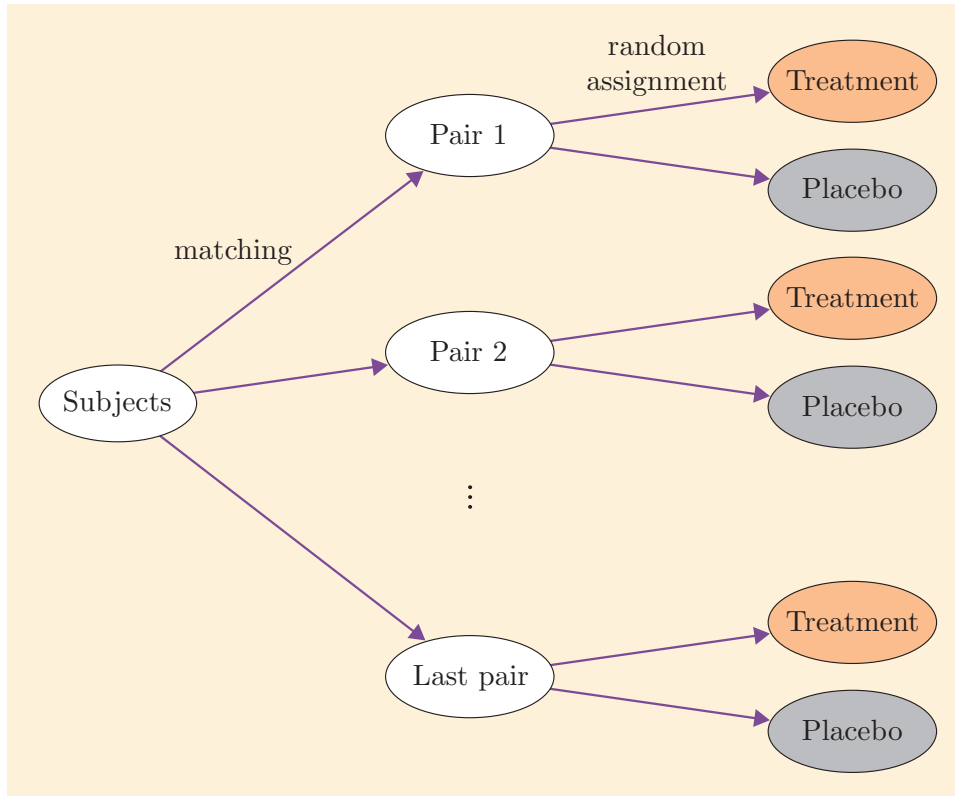 random
assignment
Treatment
Pair 1
Placebo
matching
Treatment
Pair 2
Placebo
Subjects
⋮
Treatment
Last pair
Placebo